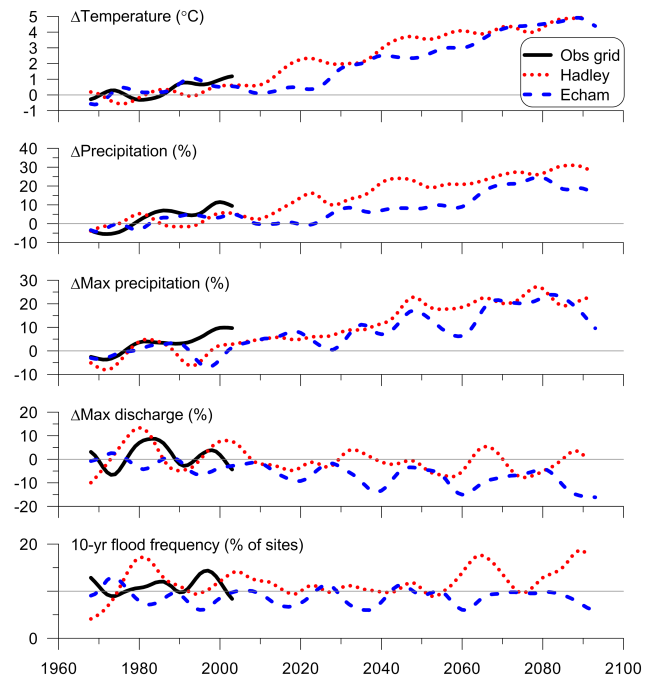 ΔTemperature (°C)
5
4
3
2
1
0
-1
Obs grid
Hadley
Echam
ΔPrecipitation (%)
40
30
20
10
0
-10
ΔMax precipitation (%)
30
20
10
0
-10
ΔMax discharge (%)
20
10
0
-10
-20
10-yr flood frequency (% of sites)
20
10
0
1960 1980 2000 2020 2040 2060 2080 2100